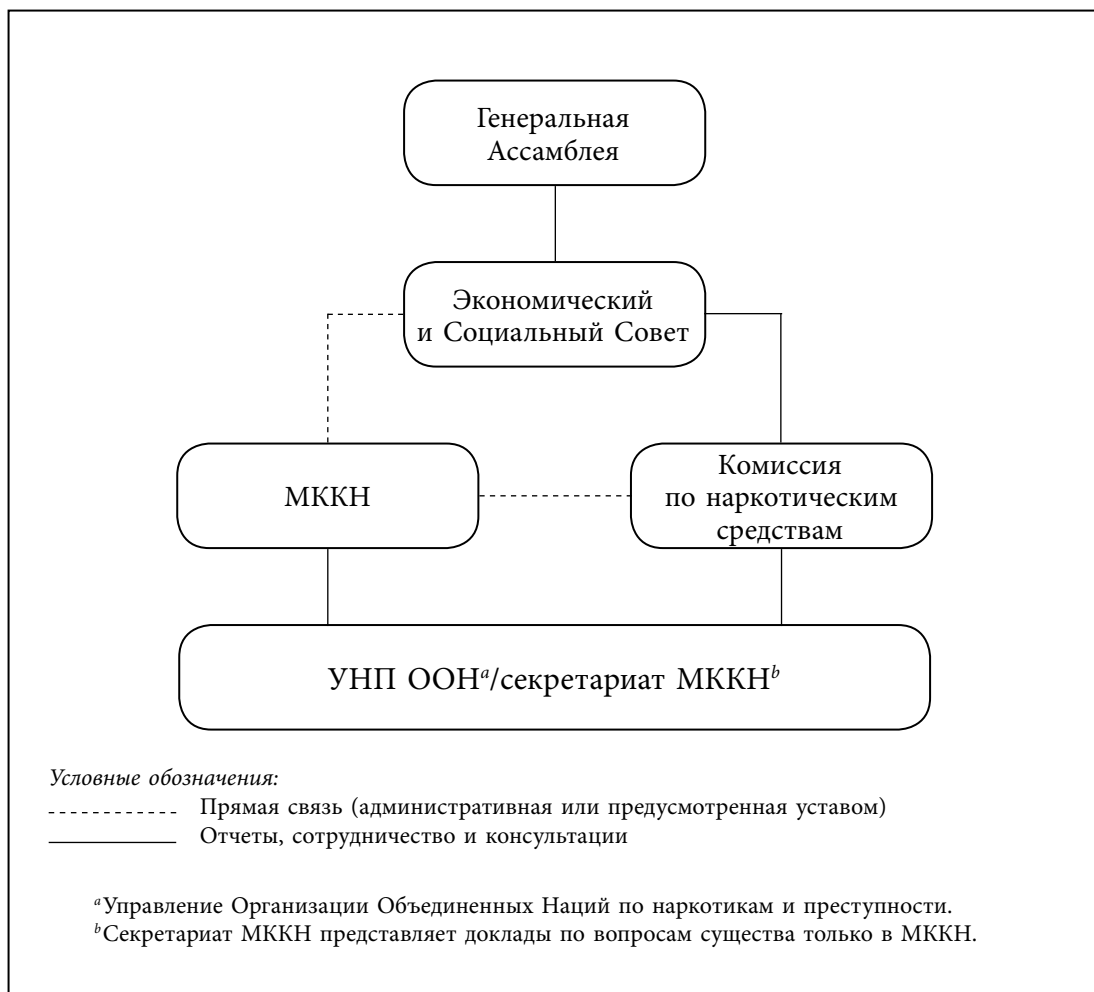 Генеральная
Ассамблея
Экономический
и Социальный Совет
МККН
Комиссия
по наркотическим
средствам
УНП ООНᵃ/секретариат МККНᵇ
Условные обозначения:
Прямая связь (административная или предусмотренная уставом)
Отчеты, сотрудничество и консультации
ᵃУправление Организации Объединенных Наций по наркотикам и преступности.
ᵇСекретариат МККН представляет доклады по вопросам существа только в МККН.